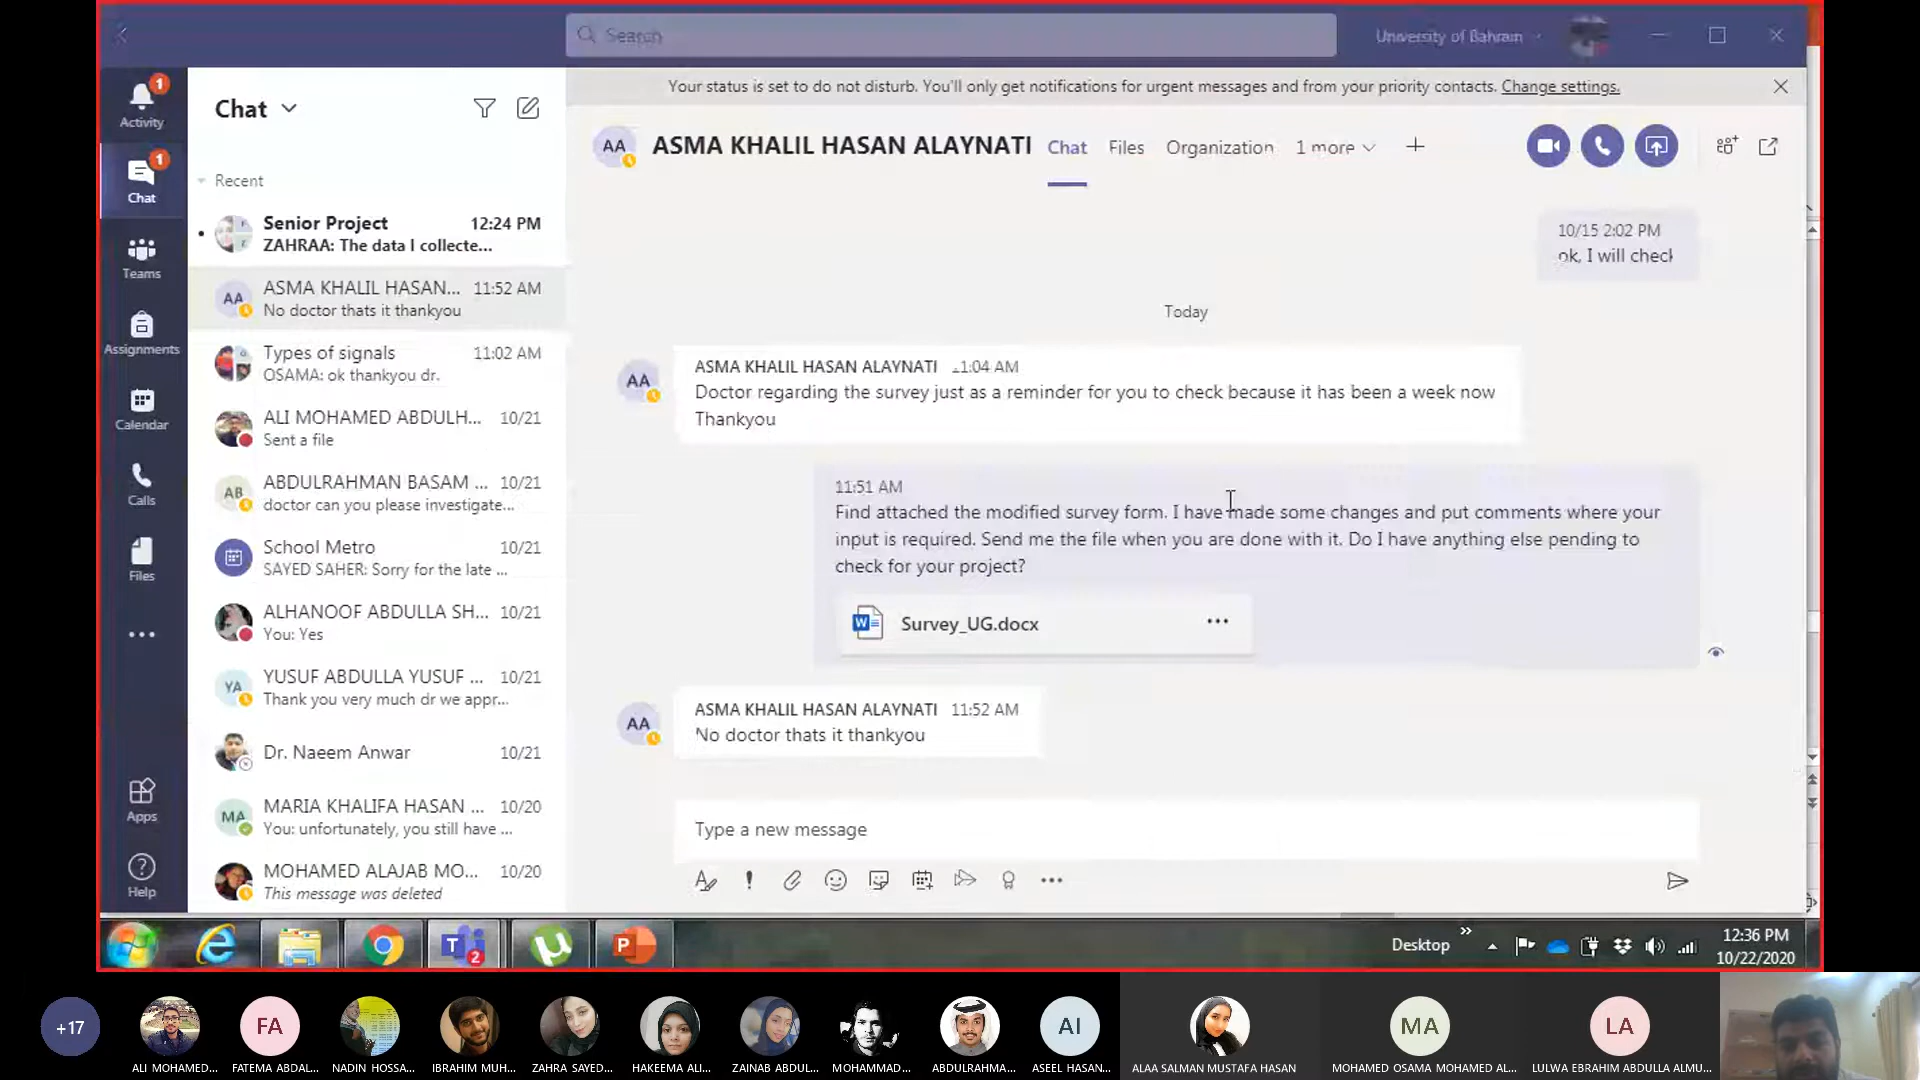 Search
University of Bahrain
1
Activity
1
Chat
Teams
Assignments
Calendar
Calls
Files
Apps
Help
Chat
Recent
Senior Project 12:24 PM
ZAHRAA: The data I collecte...
ASMA KHALIL HASAN... 11:52 AM
No doctor thats it thankyou
Types of signals 11:02 AM
OSAMA: ok thankyou dr.
ALI MOHAMED ABDULH... 10/21
Sent a file
AB
ABDULRAHMAN BASAM ... 10/21
doctor can you please investigate...
School Metro 10/21
SAYED SAHER: Sorry for the late ...
ALHANOOF ABDULLA SH... 10/21
You: Yes
YA
YUSUF ABDULLA YUSUF ... 10/21
Thank you very much dr we appr...
Dr. Naeem Anwar 10/21
MA
MARIA KHALIFA HASAN ... 10/20
You: unfortunately, you still have ...
MOHAMED ALAJAB MO... 10/20
This message was deleted
Your status is set to do not disturb. You'll only get notifications for urgent messages and from your priority contacts. Change settings.
AA ASMA KHALIL HASAN ALAYNATI Chat Files Organization 1 more
10/15 2:02 PM
ok, I will check
Today
AA
ASMA KHALIL HASAN ALAYNATI 11:04 AM
Doctor regarding the survey just as a reminder for you to check because it has been a week now
Thankyou
11:51 AM
Find attached the modified survey form. I have made some changes and put comments where your
input is required. Send me the file when you are done with it. Do I have anything else pending to
check for your project?
Survey_UG.docx
AA
ASMA KHALIL HASAN ALAYNATI 11:52 AM
No doctor thats it thankyou
Type a new message
2
Desktop
12:36 PM
10/22/2020
+17
FA
AI
MA
LA
ALI MOHAMED...
FATEMA ABDAL...
NADIN HOSSA...
IBRAHIM MUH...
ZAHRA SAYED...
HAKEEMA ALI...
ZAINAB ABDUL...
MOHAMMAD...
ABDULRAHMA...
ASEEL HASAN...
ALAA SALMAN MUSTAFA HASAN
MOHAMED OSAMA MOHAMED AL...
LULWA EBRAHIM ABDULLA ALMU...